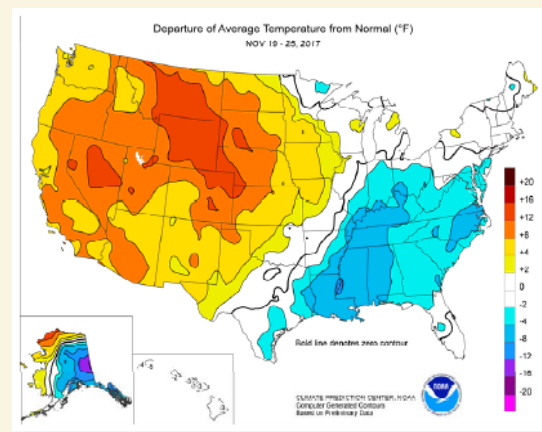 Departure of Average Temperature from Normal (°F)
NOV 19 - 25, 2017
+20
+16
+12
+8
+4
+2
0
-2
-4
-8
-12
-16
-20
Bold line denotes zero contour
CLIMATE PREDICTION CENTER, NOAA
Computer Generated Contours
Based on Preliminary Data
NOAA